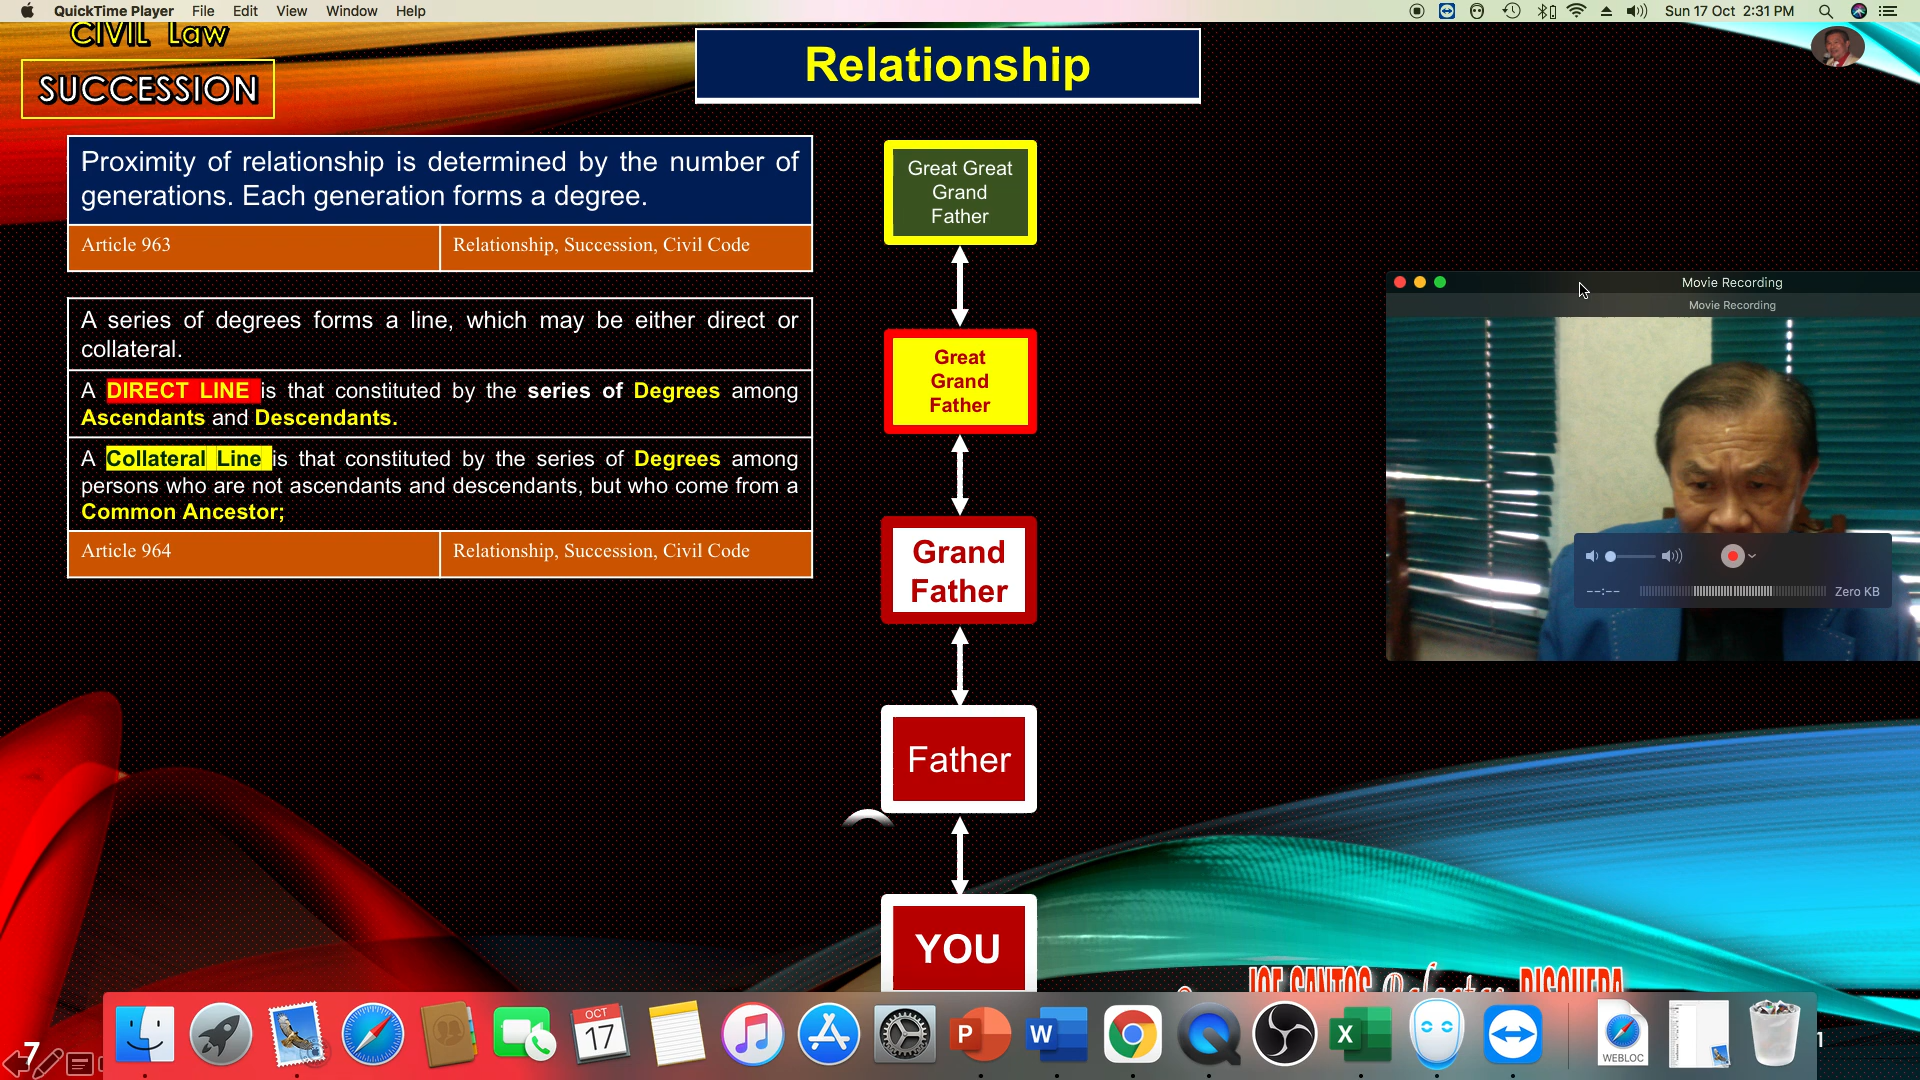 QuickTime Player File Edit View Window Help Sun 17 Oct 2:31 PM
CIVIL Law
SUCCESSION
Relationship
Proximity of relationship is determined by the number of
generations. Each generation forms a degree.
Article 963 Relationship, Succession, Civil Code
A series of degrees forms a line, which may be either direct or
collateral.
A DIRECT LINE is that constituted by the series of Degrees among
Ascendants and Descendants.
A Collateral Line is that constituted by the series of Degrees among
persons who are not ascendants and descendants, but who come from a
Common Ancestor;
Article 964 Relationship, Succession, Civil Code
Great Great
Grand
Father
Great
Grand
Father
Grand
Father
Father
YOU
Movie Recording
Movie Recording
--:-- Zero KB
OCT
17
P
W
X
WEBLOC
7